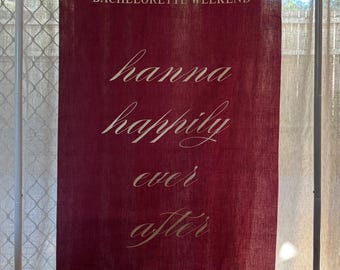 BACHELORETTE WEEKEND
hanna
happily
ever
after